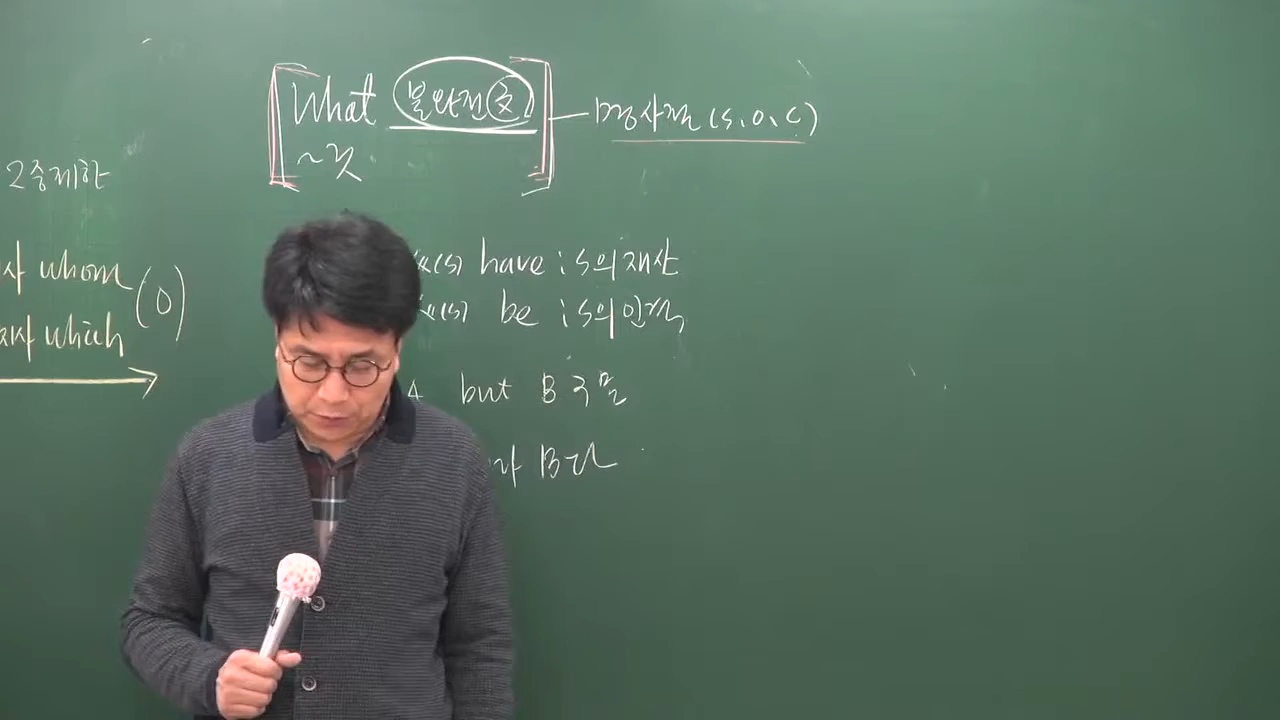 What 불완전(文) — 명사절(S, O, C)
~것
2중제한
사 whom (O)
사 which
(S) have : S의 재산
(S) be : S의 인격
A but B 구문
B관